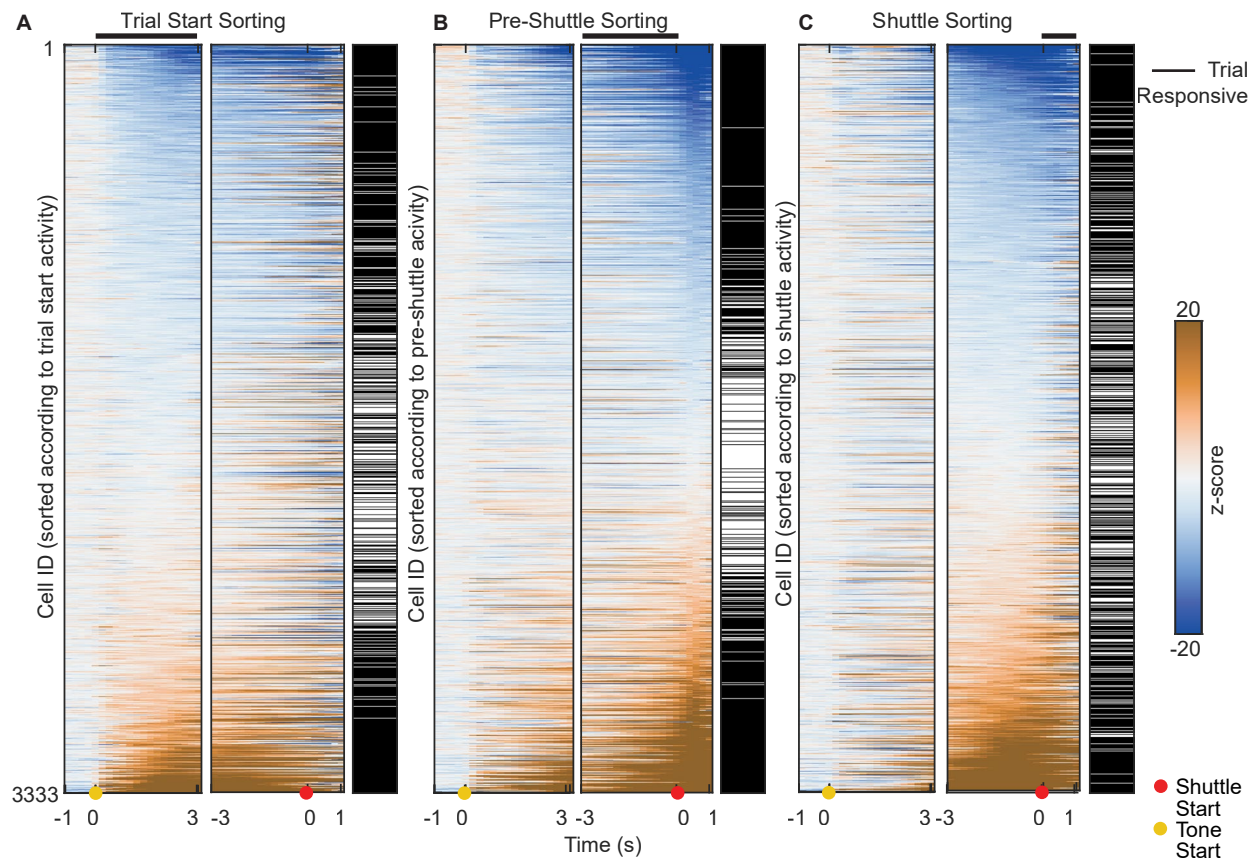 A
Trial Start Sorting
B
Pre-Shuttle Sorting
C
Shuttle Sorting
1
Trial
Responsive
Cell ID (sorted according to trial start activity)
Cell ID (sorted according to pre-shuttle acivity)
Cell ID (sorted according to shuttle activity)
20
z-score
-20
3333
Shuttle
Start
Tone
Start
-1 0 3 -3 0 1
-1 0 3 -3 0 1
-1 0 3 -3 0 1
Time (s)